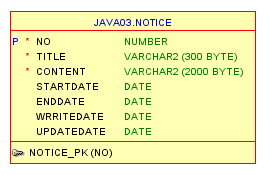 JAVA03.NOTICE
P * NO NUMBER
* TITLE VARCHAR2 (300 BYTE)
* CONTENT VARCHAR2 (2000 BYTE)
STARTDATE DATE
ENDDATE DATE
WRRITEDATE DATE
UPDATEDATE DATE
NOTICE_PK (NO)